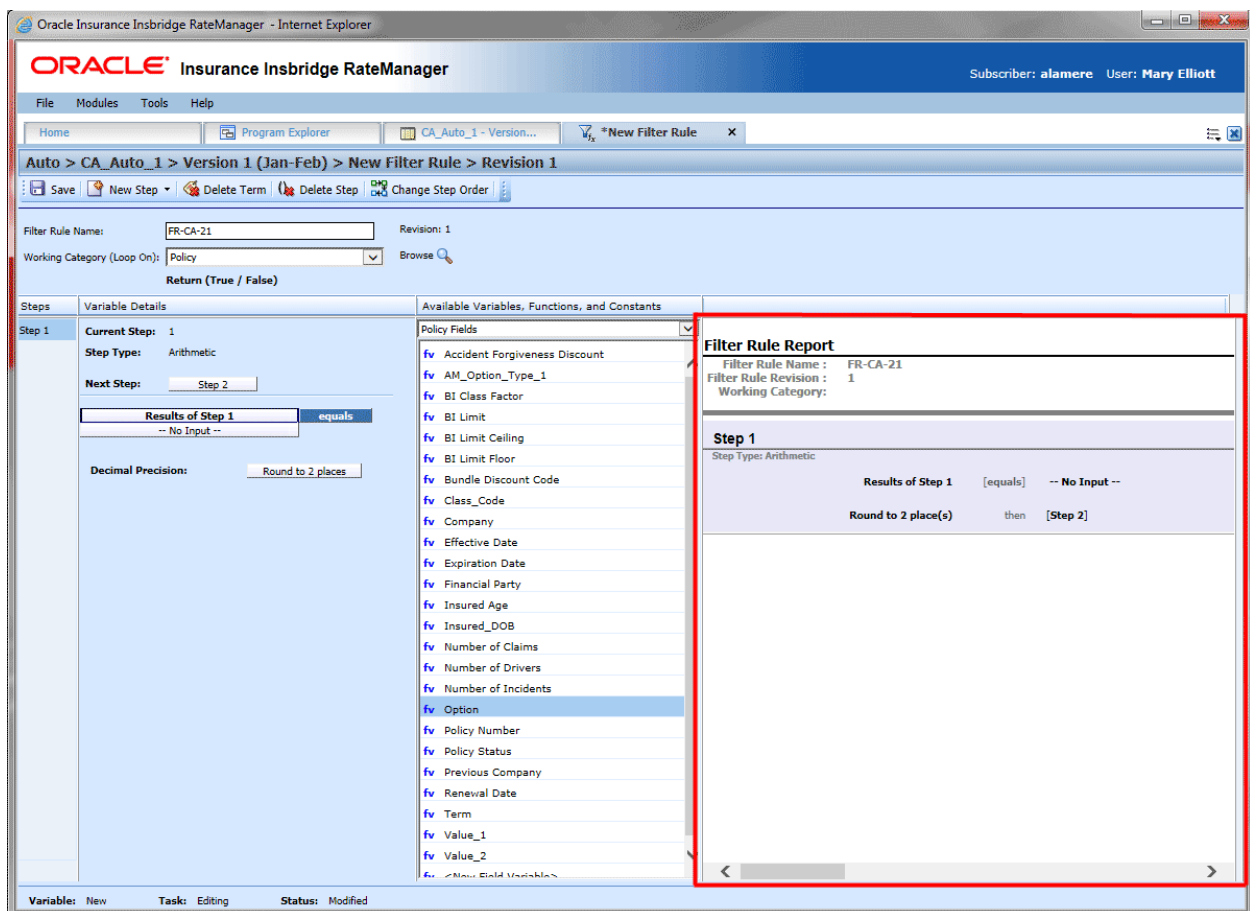 Oracle Insurance Insbridge RateManager - Internet Explorer
ORACLE Insurance Insbridge RateManager
Subscriber: alamere User: Mary Elliott
File Modules Tools Help
Home Program Explorer CA_Auto_1 - Version... *New Filter Rule x
Auto > CA_Auto_1 > Version 1 (Jan-Feb) > New Filter Rule > Revision 1
Save New Step Delete Term Delete Step Change Step Order
Filter Rule Name: FR-CA-21 Revision: 1
Working Category (Loop On): Policy Browse
Return (True / False)
Steps Variable Details Available Variables, Functions, and Constants
Step 1
Current Step: 1
Step Type: Arithmetic
Next Step: Step 2
Results of Step 1 equals
-- No Input --
Decimal Precision: Round to 2 places
Policy Fields
fv Accident Forgiveness Discount
fv AM_Option_Type_1
fv BI Class Factor
fv BI Limit
fv BI Limit Ceiling
fv BI Limit Floor
fv Bundle Discount Code
fv Class_Code
fv Company
fv Effective Date
fv Expiration Date
fv Financial Party
fv Insured Age
fv Insured_DOB
fv Number of Claims
fv Number of Drivers
fv Number of Incidents
fv Option
fv Policy Number
fv Policy Status
fv Previous Company
fv Renewal Date
fv Term
fv Value_1
fv Value_2
fv <New Field Variable>
Filter Rule Report
Filter Rule Name : FR-CA-21
Filter Rule Revision : 1
Working Category:
Step 1
Step Type: Arithmetic
Results of Step 1 [equals] -- No Input --
Round to 2 place(s) then [Step 2]
Variable: New Task: Editing Status: Modified